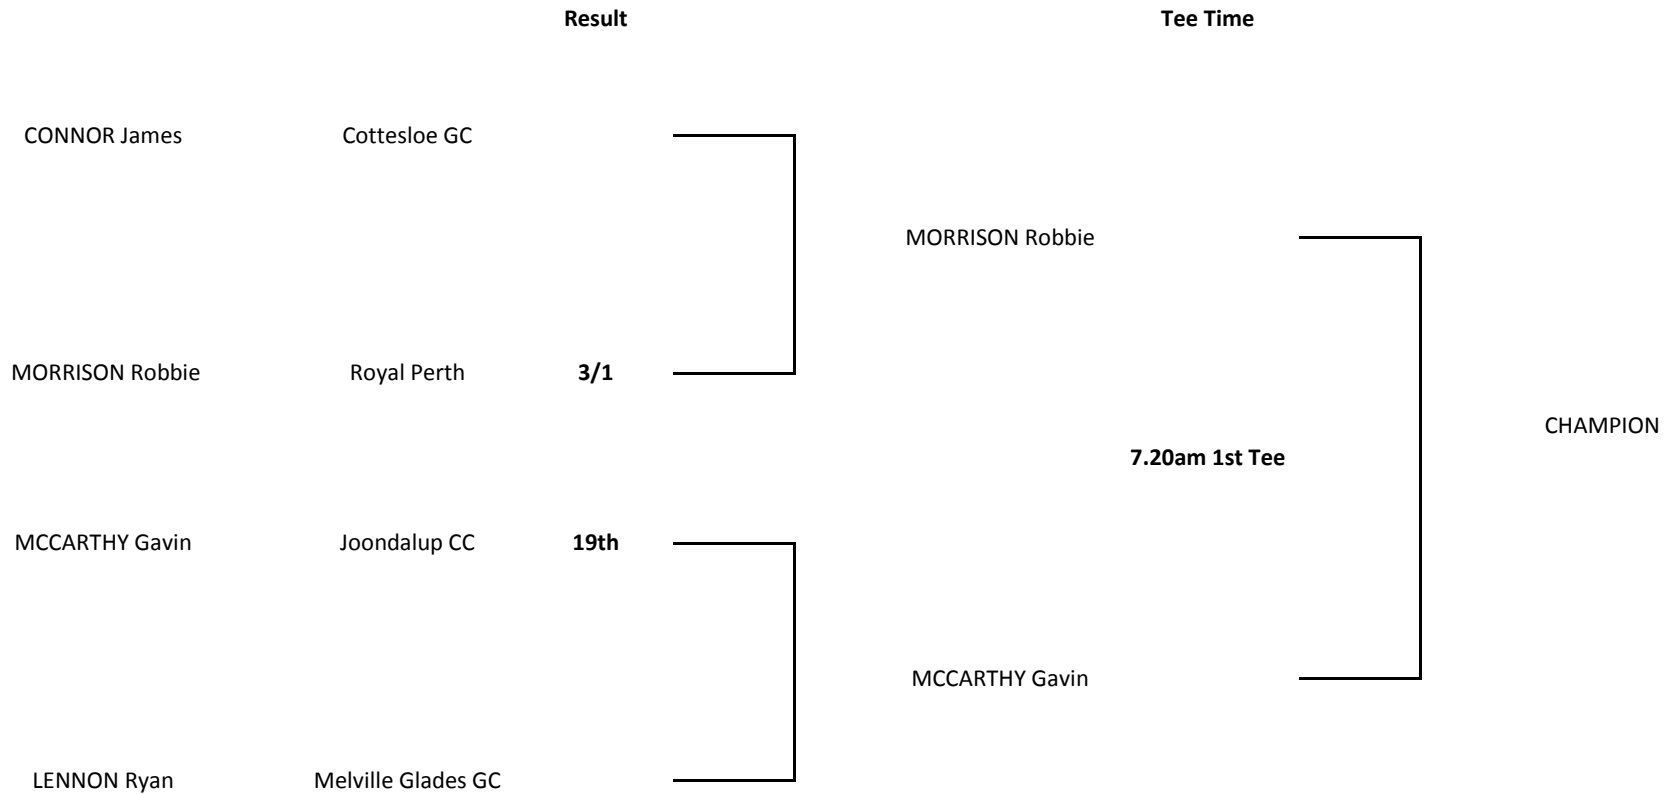 Result Tee Time
CONNOR James Cottesloe GC
MORRISON Robbie
MORRISON Robbie Royal Perth 3/1
CHAMPION
7.20am 1st Tee
MCCARTHY Gavin Joondalup CC 19th
MCCARTHY Gavin
LENNON Ryan Melville Glades GC